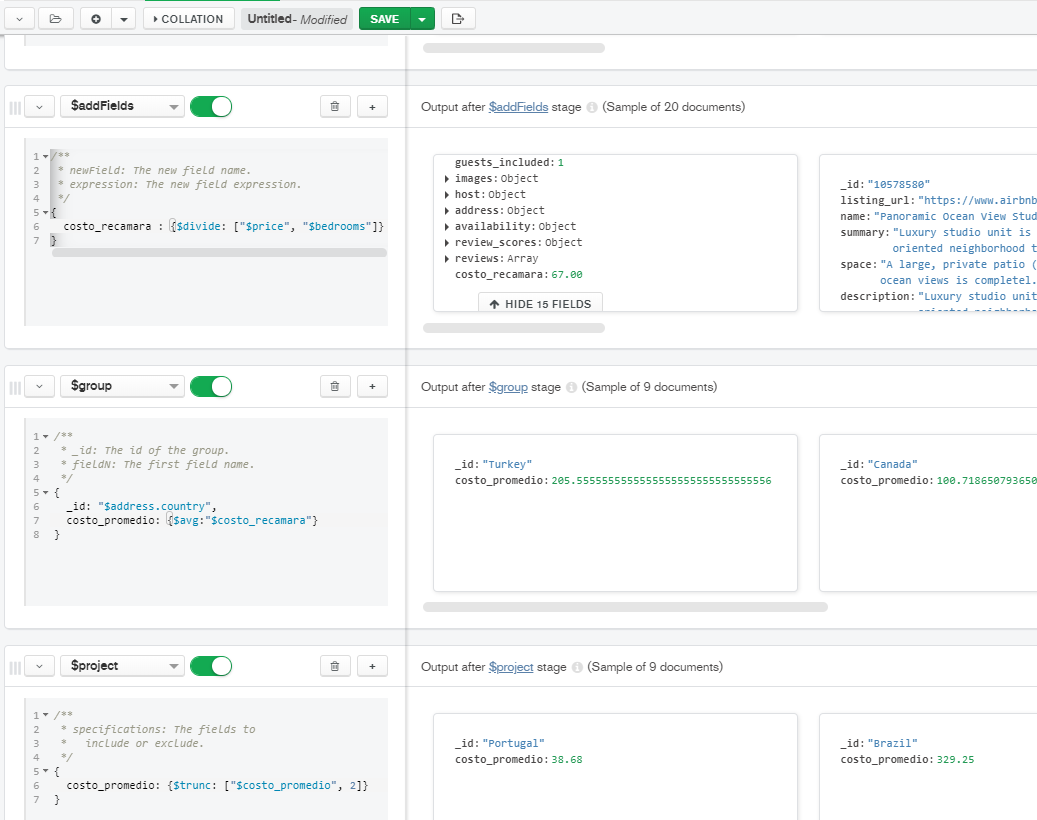 COLLATION Untitled- Modified SAVE
$addFields
Output after $addFields stage (Sample of 20 documents)
1 /**
2 * newField: The new field name.
3 * expression: The new field expression.
4 */
5 {
6 costo_recamara : {$divide: ["$price", "$bedrooms"]}
7 }
guests_included: 1
images: Object
host: Object
address: Object
availability: Object
review_scores: Object
reviews: Array
costo_recamara: 67.00
HIDE 15 FIELDS
_id: "10578580"
listing_url: "https://www.airbnb
name: "Panoramic Ocean View Stud
summary: "Luxury studio unit is
oriented neighborhood t
space: "A large, private patio (
ocean views is completel.
description: "Luxury studio unit
oriented neighborho
$group
Output after $group stage (Sample of 9 documents)
1 /**
2 * _id: The id of the group.
3 * fieldN: The first field name.
4 */
5 {
6 _id: "$address.country",
7 costo_promedio: {$avg:"$costo_recamara"}
8 }
_id: "Turkey"
costo_promedio: 205.5555555555555555555555555555556
_id: "Canada"
costo_promedio: 100.718650793650
$project
Output after $project stage (Sample of 9 documents)
1 /**
2 * specifications: The fields to
3 * include or exclude.
4 */
5 {
6 costo_promedio: {$trunc: ["$costo_promedio", 2]}
7 }
_id: "Portugal"
costo_promedio: 38.68
_id: "Brazil"
costo_promedio: 329.25